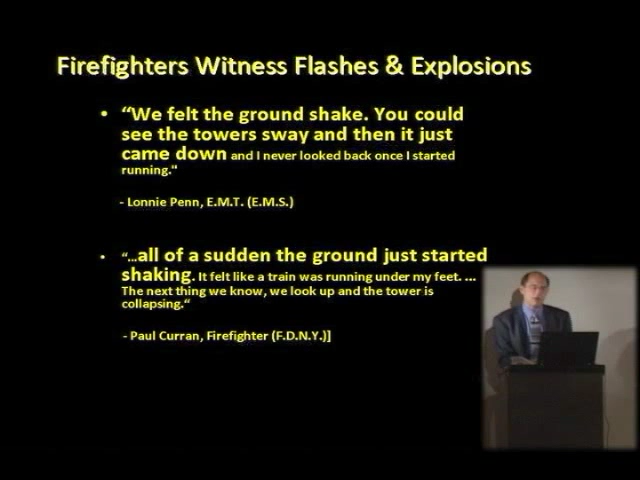 Firefighters Witness Flashes & Explosions
• “We felt the ground shake. You could
see the towers sway and then it just
came down and I never looked back once I started
running."
- Lonnie Penn, E.M.T. (E.M.S.)
• “...all of a sudden the ground just started
shaking. It felt like a train was running under my feet. ...
The next thing we know, we look up and the tower is
collapsing.“
- Paul Curran, Firefighter (F.D.N.Y.)]